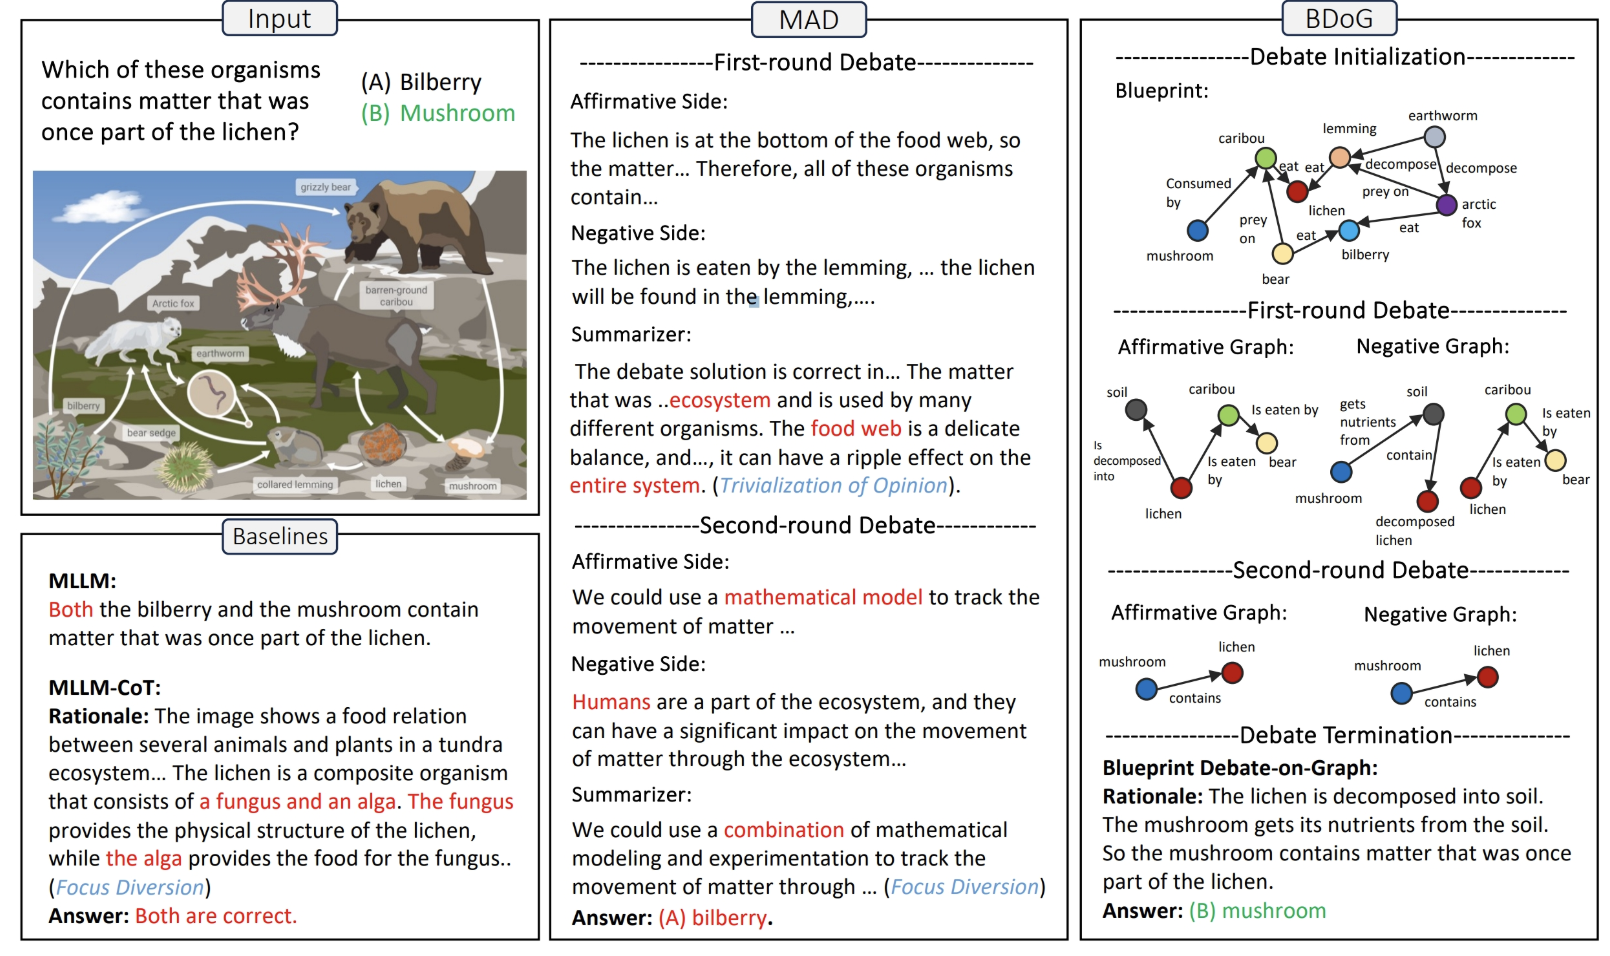 Input
Which of these organisms
contains matter that was
once part of the lichen?
(A) Bilberry
(B) Mushroom
grizzly bear
barren-ground
caribou
Arctic fox
earthworm
bilberry
bear sedge
collared lemming
lichen
mushroom
Baselines
MLLM:
Both the bilberry and the mushroom contain
matter that was once part of the lichen.
MLLM-CoT:
Rationale: The image shows a food relation
between several animals and plants in a tundra
ecosystem... The lichen is a composite organism
that consists of a fungus and an alga. The fungus
provides the physical structure of the lichen,
while the alga provides the food for the fungus..
(Focus Diversion)
Answer: Both are correct.
MAD
----------------First-round Debate--------------
Affirmative Side:
The lichen is at the bottom of the food web, so
the matter... Therefore, all of these organisms
contain...
Negative Side:
The lichen is eaten by the lemming, ... the lichen
will be found in the lemming,....
Summarizer:
The debate solution is correct in... The matter
that was ..ecosystem and is used by many
different organisms. The food web is a delicate
balance, and..., it can have a ripple effect on the
entire system. (Trivialization of Opinion).
---------------Second-round Debate------------
Affirmative Side:
We could use a mathematical model to track the
movement of matter ...
Negative Side:
Humans are a part of the ecosystem, and they
can have a significant impact on the movement
of matter through the ecosystem...
Summarizer:
We could use a combination of mathematical
modeling and experimentation to track the
movement of matter through ... (Focus Diversion)
Answer: (A) bilberry.
BDoG
----------------Debate Initialization-------------
Blueprint:
earthworm
lemming
caribou
eat
eat
decompose
decompose
Consumed
by
prey on
arctic
fox
lichen
prey
on
eat
eat
mushroom
bilberry
bear
----------------First-round Debate--------------
Affirmative Graph:
Negative Graph:
soil
caribou
Is eaten by
Is
decomposed
into
Is eaten
by
bear
lichen
soil
caribou
gets
nutrients
from
Is eaten
by
contain
Is eaten
by
mushroom
bear
lichen
decomposed
lichen
---------------Second-round Debate------------
Affirmative Graph:
Negative Graph:
mushroom
lichen
contains
mushroom
lichen
contains
----------------Debate Termination--------------
Blueprint Debate-on-Graph:
Rationale: The lichen is decomposed into soil.
The mushroom gets its nutrients from the soil.
So the mushroom contains matter that was once
part of the lichen.
Answer: (B) mushroom